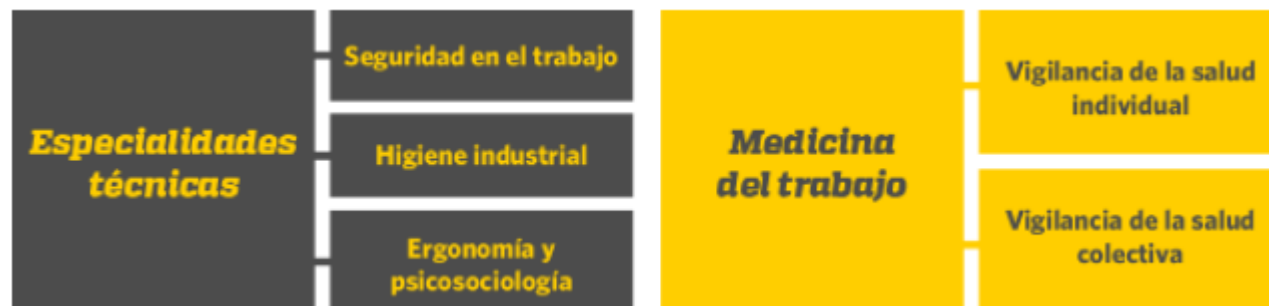 Especialidades
técnicas
Seguridad en el trabajo
Higiene industrial
Ergonomía y
psicosociología
Medicina
del trabajo
Vigilancia de la salud
individual
Vigilancia de la salud
colectiva